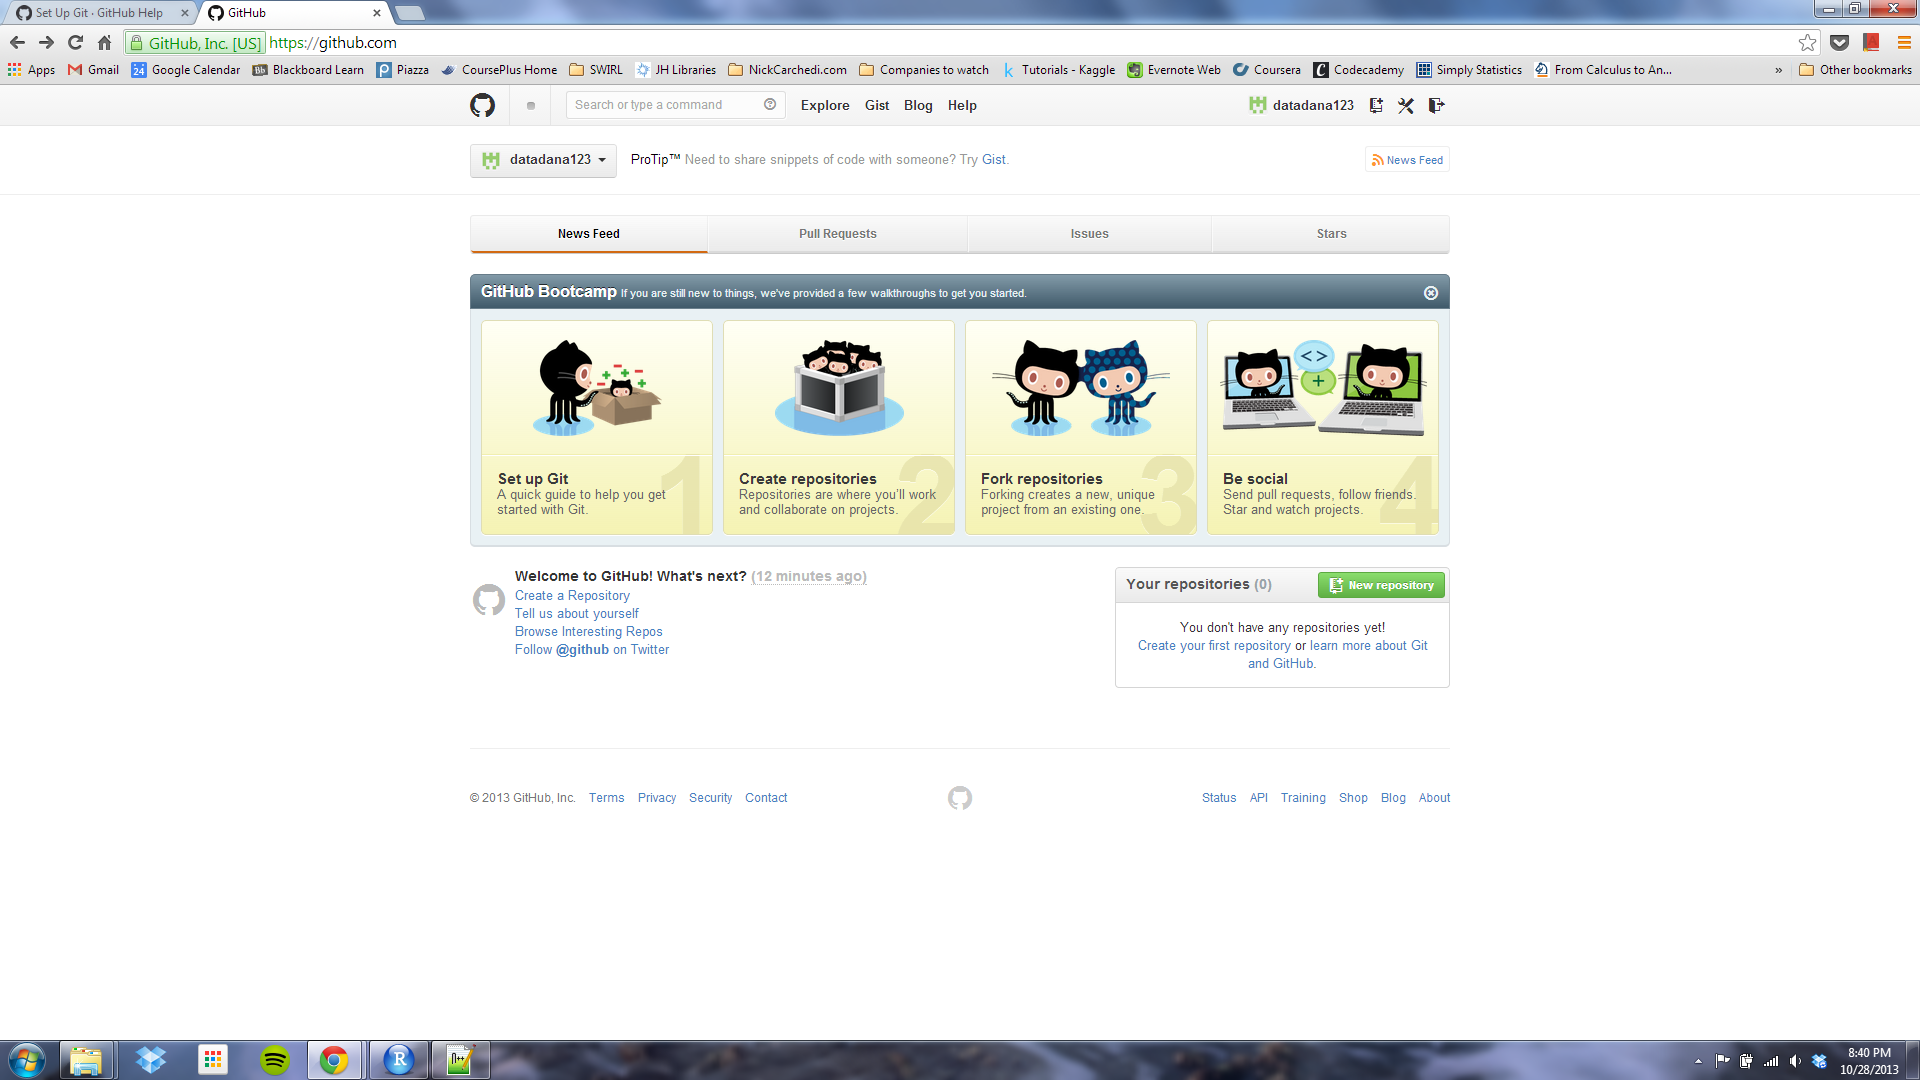 Set Up Git · GitHub Help
GitHub
GitHub, Inc. [US] https://github.com
Apps Gmail 24 Google Calendar Bb Blackboard Learn Piazza CoursePlus Home SWIRL JH Libraries NickCarchedi.com Companies to watch Tutorials - Kaggle Evernote Web Coursera Codecademy Simply Statistics From Calculus to An... » Other bookmarks
Search or type a command Explore Gist Blog Help datadana123
datadana123 ProTip™ Need to share snippets of code with someone? Try Gist. News Feed
News Feed Pull Requests Issues Stars
GitHub Bootcamp If you are still new to things, we've provided a few walkthroughs to get you started.
Set up Git
A quick guide to help you get
started with Git.
1
Create repositories
Repositories are where you'll work
and collaborate on projects.
2
Fork repositories
Forking creates a new, unique
project from an existing one.
3
<> +
Be social
Send pull requests, follow friends.
Star and watch projects.
4
Welcome to GitHub! What's next? (12 minutes ago)
Create a Repository
Tell us about yourself
Browse Interesting Repos
Follow @github on Twitter
Your repositories (0) New repository
You don't have any repositories yet!
Create your first repository or learn more about Git
and GitHub.
© 2013 GitHub, Inc. Terms Privacy Security Contact
Status API Training Shop Blog About
R
8:40 PM
10/28/2013